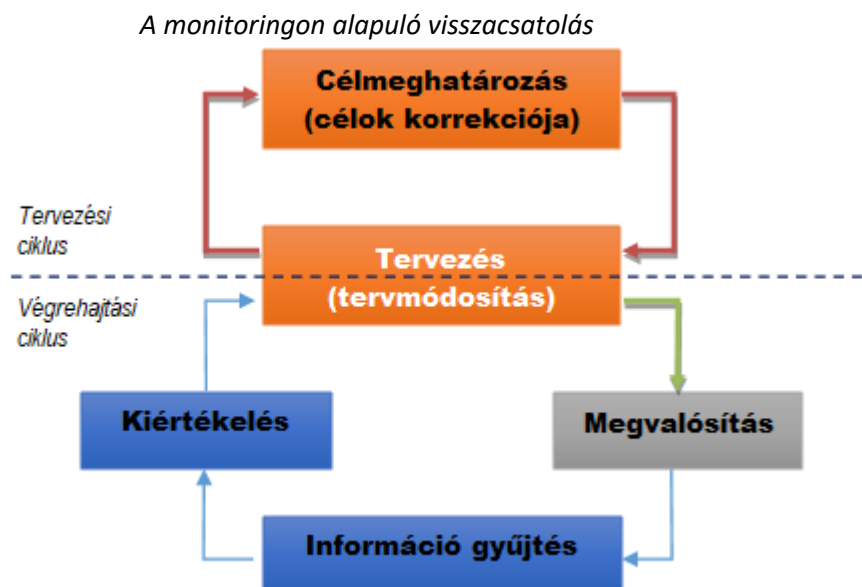 A monitoringon alapuló visszacsatolás
Célmeghatározás
(célok korrekciója)
Tervezési
ciklus
Tervezés
(tervmódosítás)
Végrehajtási
ciklus
Kiértékelés
Megvalósítás
Információ gyűjtés